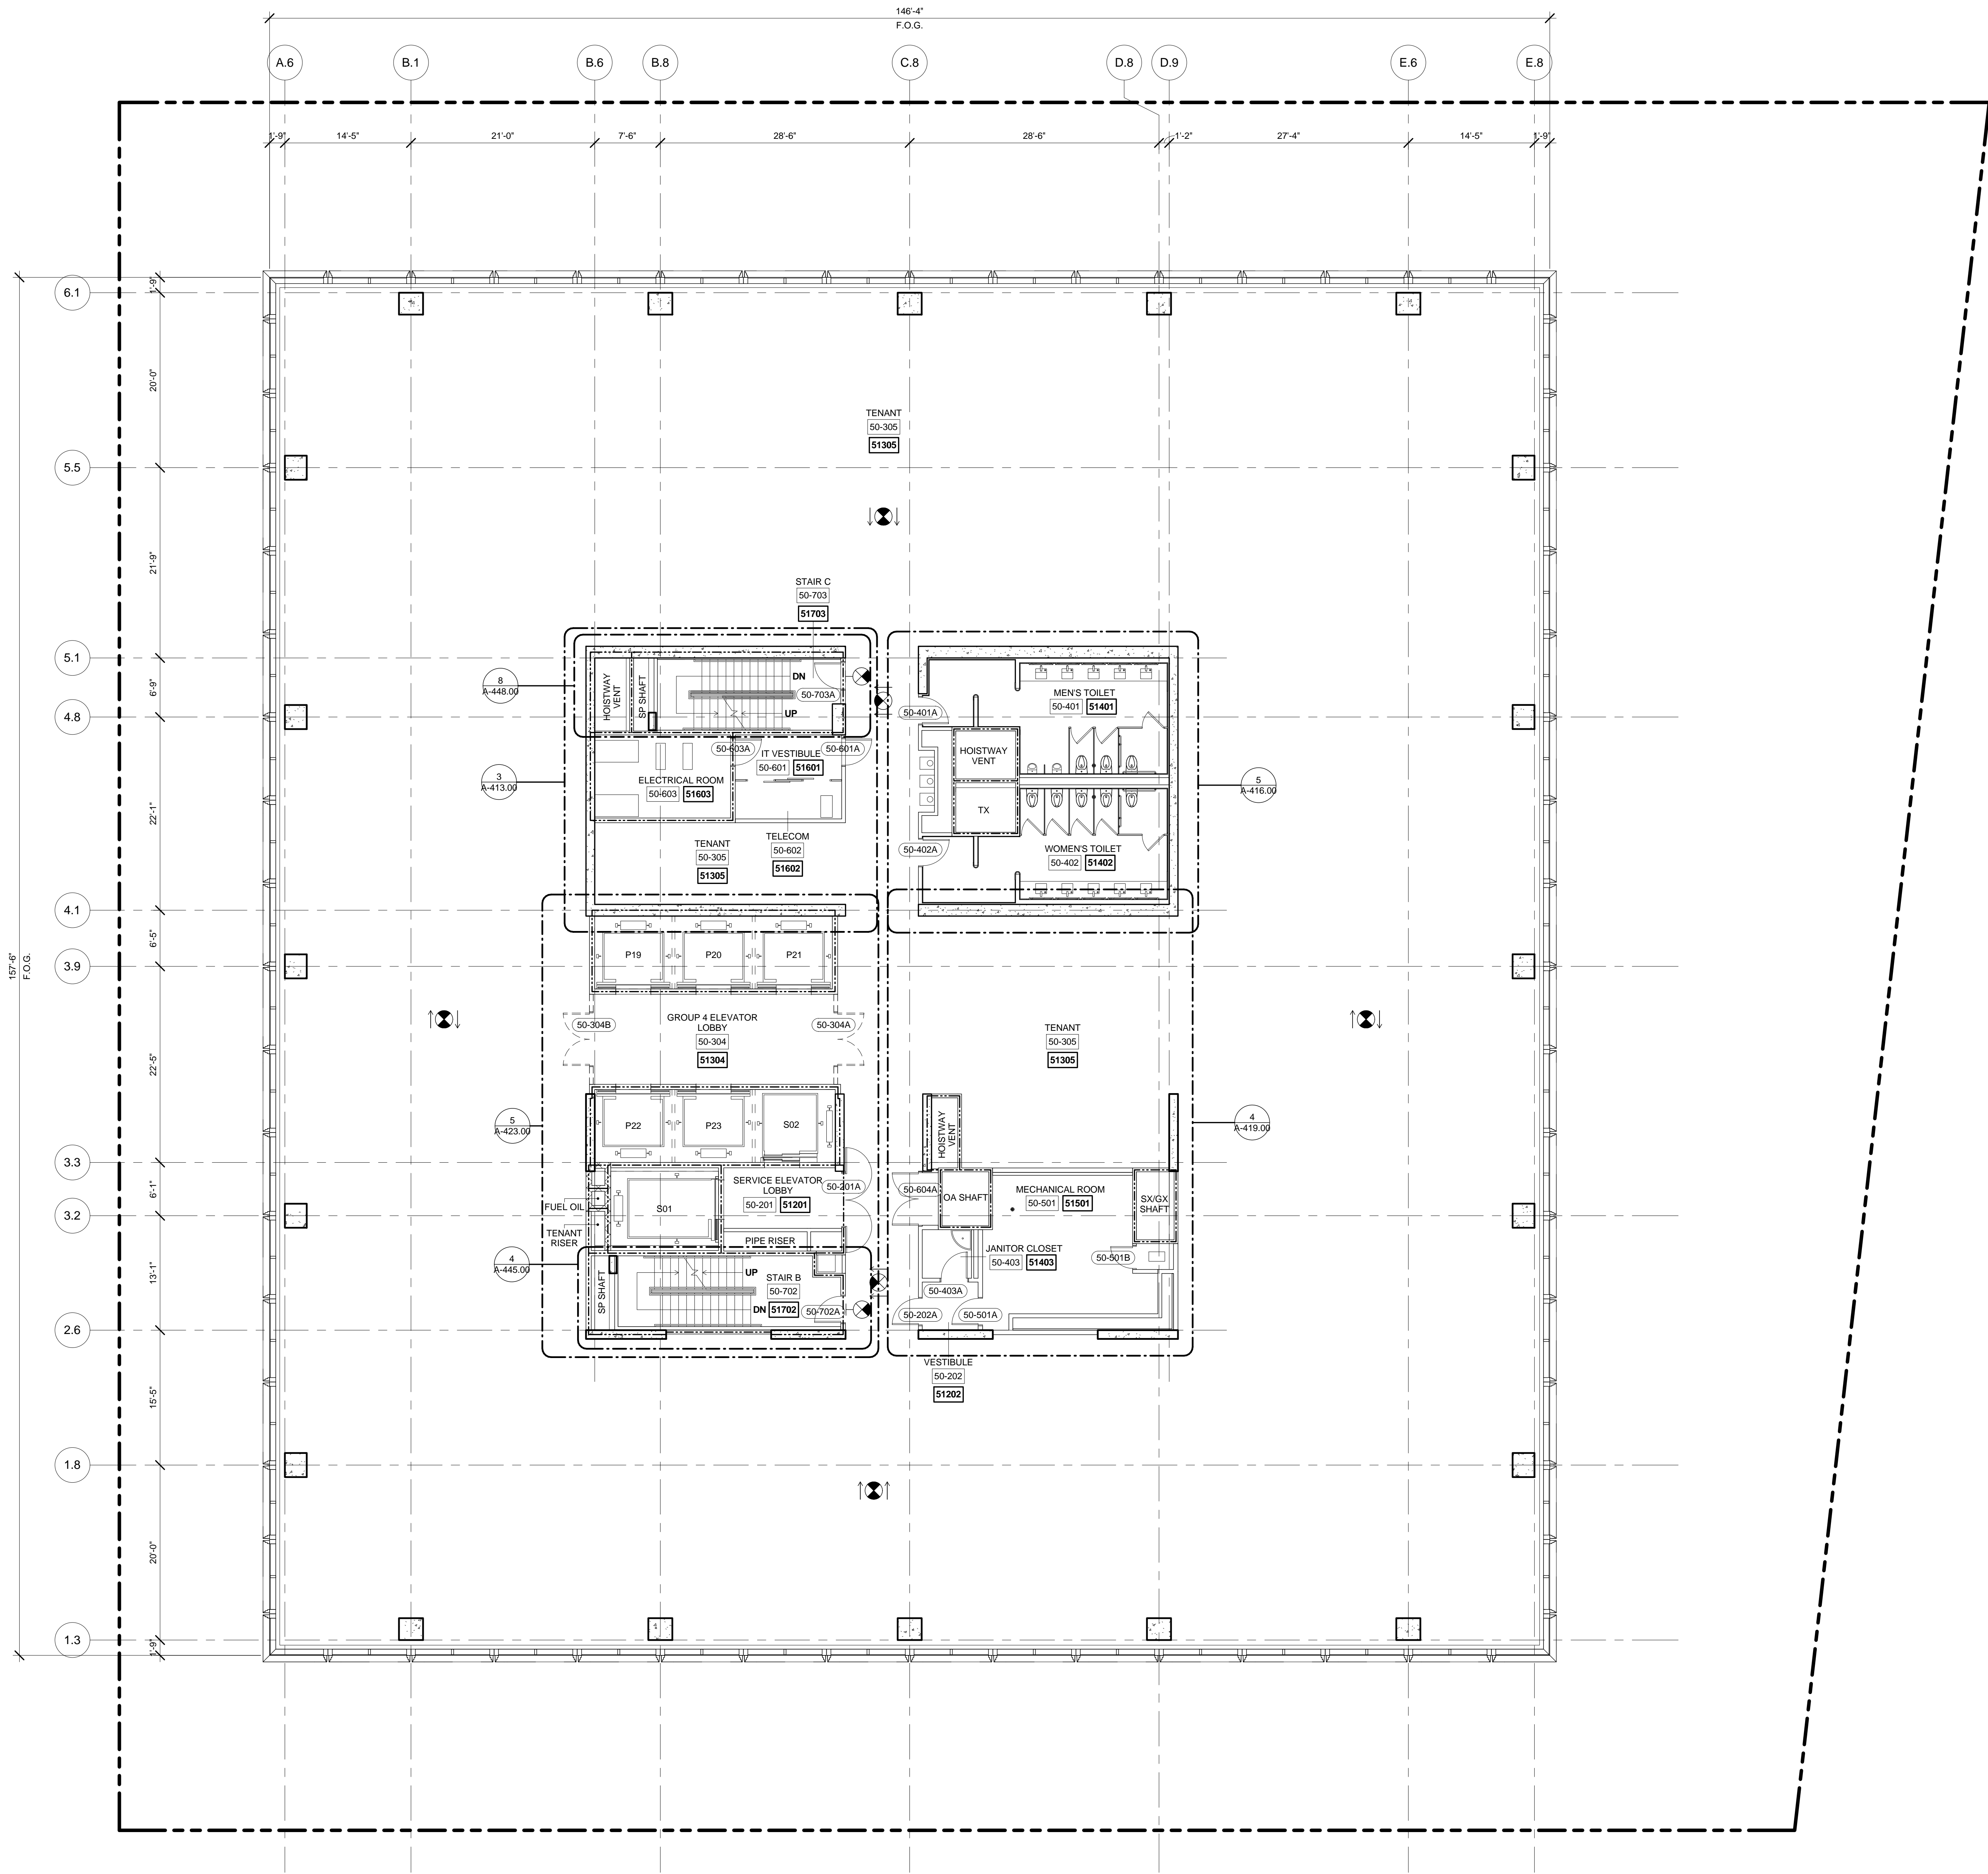 146'-4"
F.O.G.
A.6
B.1
B.6
B.8
C.8
D.8
D.9
E.6
E.8
1'-9"
14'-5"
21'-0"
7'-6"
28'-6"
28'-6"
1'-2"
27'-4"
14'-5"
1'-9"
157'-6"
F.O.G.
6.1
5.5
5.1
4.8
4.1
3.9
3.3
3.2
2.6
1.8
1.3
1'-9"
20'-0"
21'-9"
6'-9"
22'-1"
6'-5"
22'-5"
6'-1"
13'-1"
15'-5"
20'-0"
1'-9"
TENANT
50-305
51305
STAIR C
50-703
51703
8
A-448.00
HOISTWAY
VENT
SP SHAFT
DN
50-703A
UP
3
A-413.00
50-603A
50-601A
IT VESTIBULE
50-601 51601
ELECTRICAL ROOM
50-603 51603
TELECOM
50-602
51602
TENANT
50-305
51305
50-401A
MEN'S TOILET
50-401 51401
HOISTWAY
VENT
TX
5
A-416.00
50-402A
WOMEN'S TOILET
50-402 51402
P19
P20
P21
50-304B
GROUP 4 ELEVATOR
LOBBY
50-304
51304
50-304A
TENANT
50-305
51305
5
A-423.00
P22
P23
S02
HOISTWAY
VENT
4
A-419.00
SERVICE ELEVATOR
LOBBY
50-201 51201
50-201A
FUEL OIL
S01
TENANT
RISER
PIPE RISER
50-604A
OA SHAFT
MECHANICAL ROOM
50-501 51501
SX/GX
SHAFT
JANITOR CLOSET
50-403 51403
50-501B
4
A-445.00
SP SHAFT
UP
STAIR B
50-702
DN 51702
50-702A
50-403A
50-202A
50-501A
VESTIBULE
50-202
51202